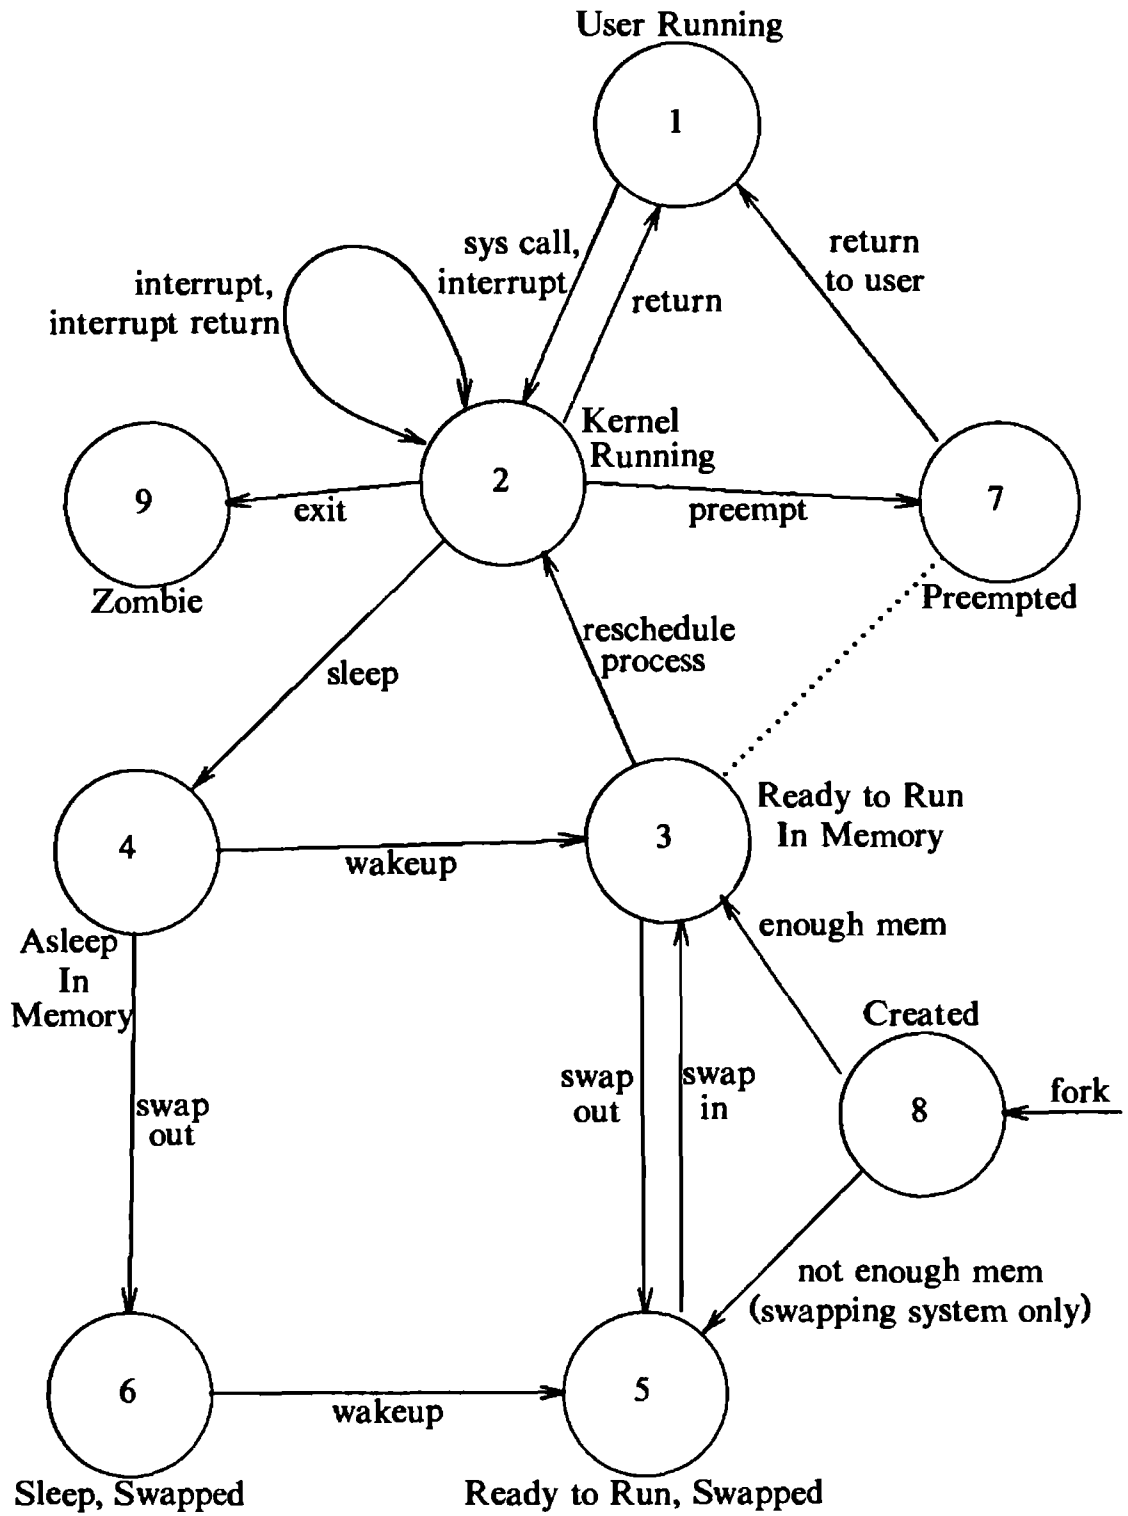 User Running
1
sys call,
interrupt
return
return
to user
interrupt,
interrupt return
Kernel
Running
2
9
exit
Zombie
preempt
7
Preempted
sleep
reschedule
process
4
wakeup
3
Ready to Run
In Memory
Asleep
In
Memory
enough mem
Created
8
fork
swap
out
swap
out
swap
in
not enough mem
(swapping system only)
6
wakeup
5
Sleep, Swapped
Ready to Run, Swapped